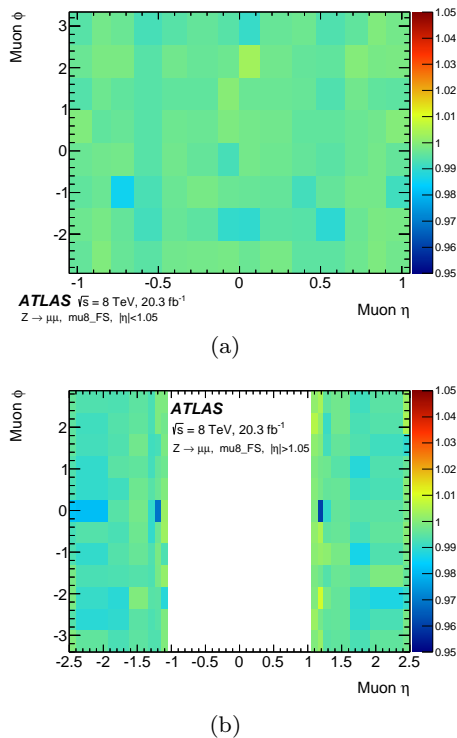 Muon ϕ
3
2
1
0
-1
-2
-1 -0.5 0 0.5 1
1.05
1.04
1.03
1.02
1.01
1
0.99
0.98
0.97
0.96
0.95
ATLAS √s = 8 TeV, 20.3 fb⁻¹
Muon η
Z → μμ, mu8_FS, |η|<1.05
(a)
Muon ϕ
ATLAS
√s = 8 TeV, 20.3 fb⁻¹
Z → μμ, mu8_FS, |η|>1.05
2
1
0
-1
-2
-3
-2.5 -2 -1.5 -1 -0.5 0 0.5 1 1.5 2 2.5
1.05
1.04
1.03
1.02
1.01
1
0.99
0.98
0.97
0.96
0.95
Muon η
(b)